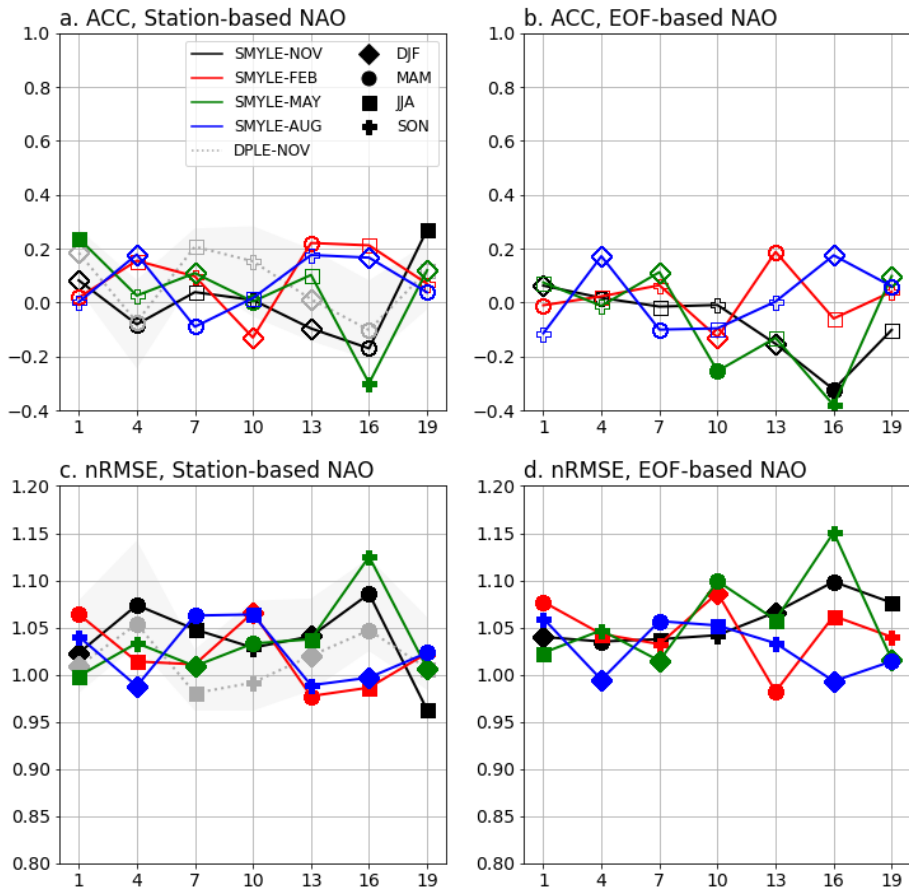 a. ACC, Station-based NAO
1.0
0.8
0.6
0.4
0.2
0.0
−0.2
−0.4
SMYLE-NOV
SMYLE-FEB
SMYLE-MAY
SMYLE-AUG
DPLE-NOV
DJF
MAM
JJA
SON
1 4 7 10 13 16 19
b. ACC, EOF-based NAO
1.0
0.8
0.6
0.4
0.2
0.0
−0.2
−0.4
1 4 7 10 13 16 19
c. nRMSE, Station-based NAO
1.20
1.15
1.10
1.05
1.00
0.95
0.90
0.85
0.80
1 4 7 10 13 16 19
d. nRMSE, EOF-based NAO
1.20
1.15
1.10
1.05
1.00
0.95
0.90
0.85
0.80
1 4 7 10 13 16 19